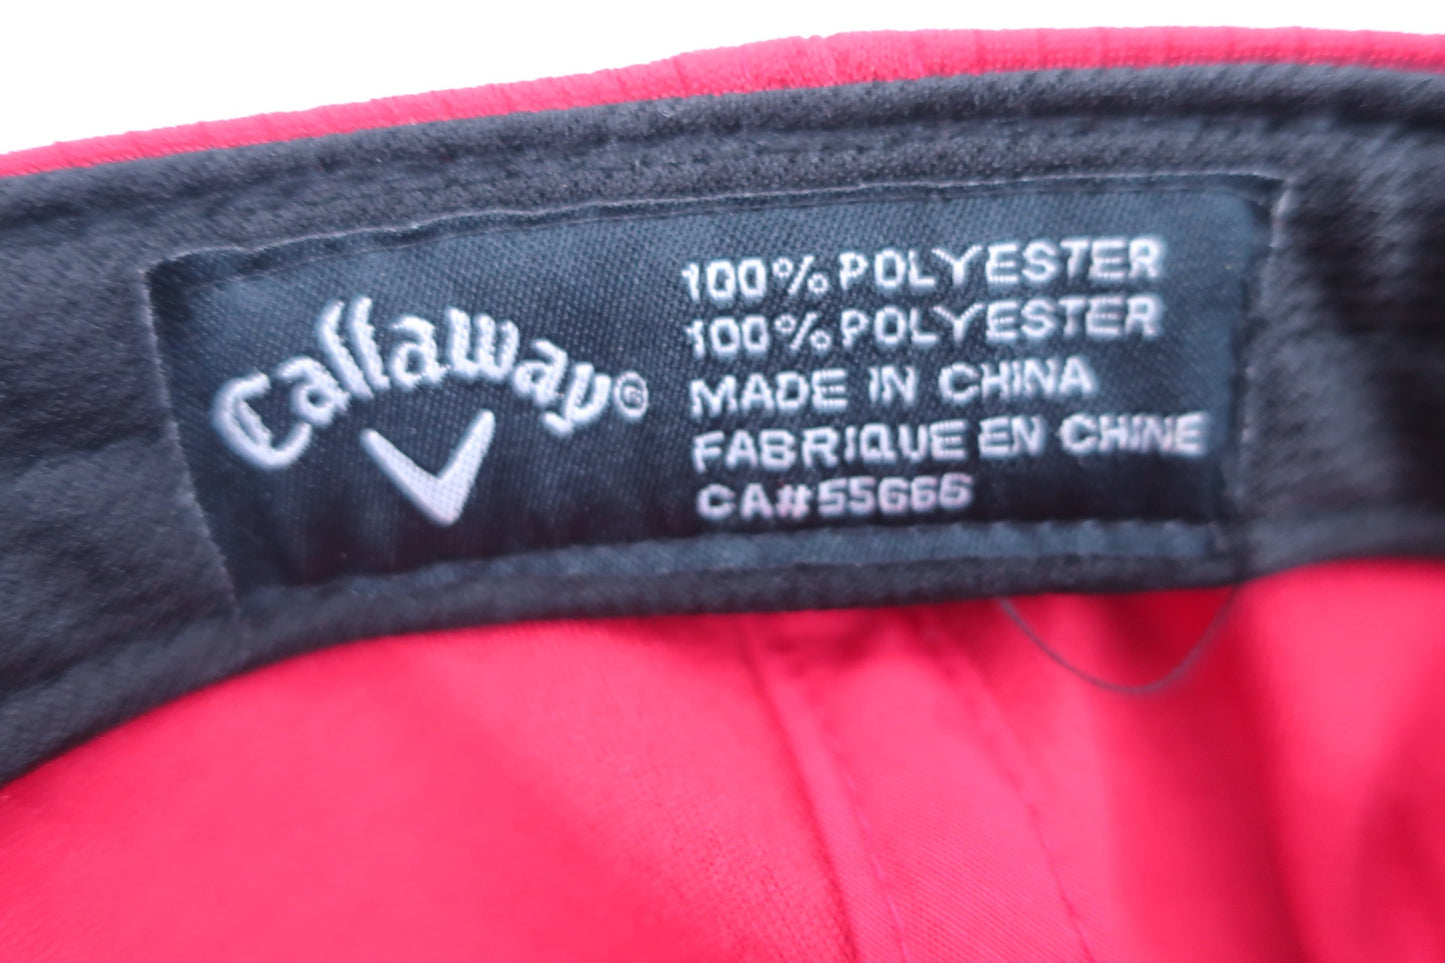 Callaway®
100% POLYESTER
100% POLYESTER
MADE IN CHINA
FABRIQUE EN CHINE
CA#55666